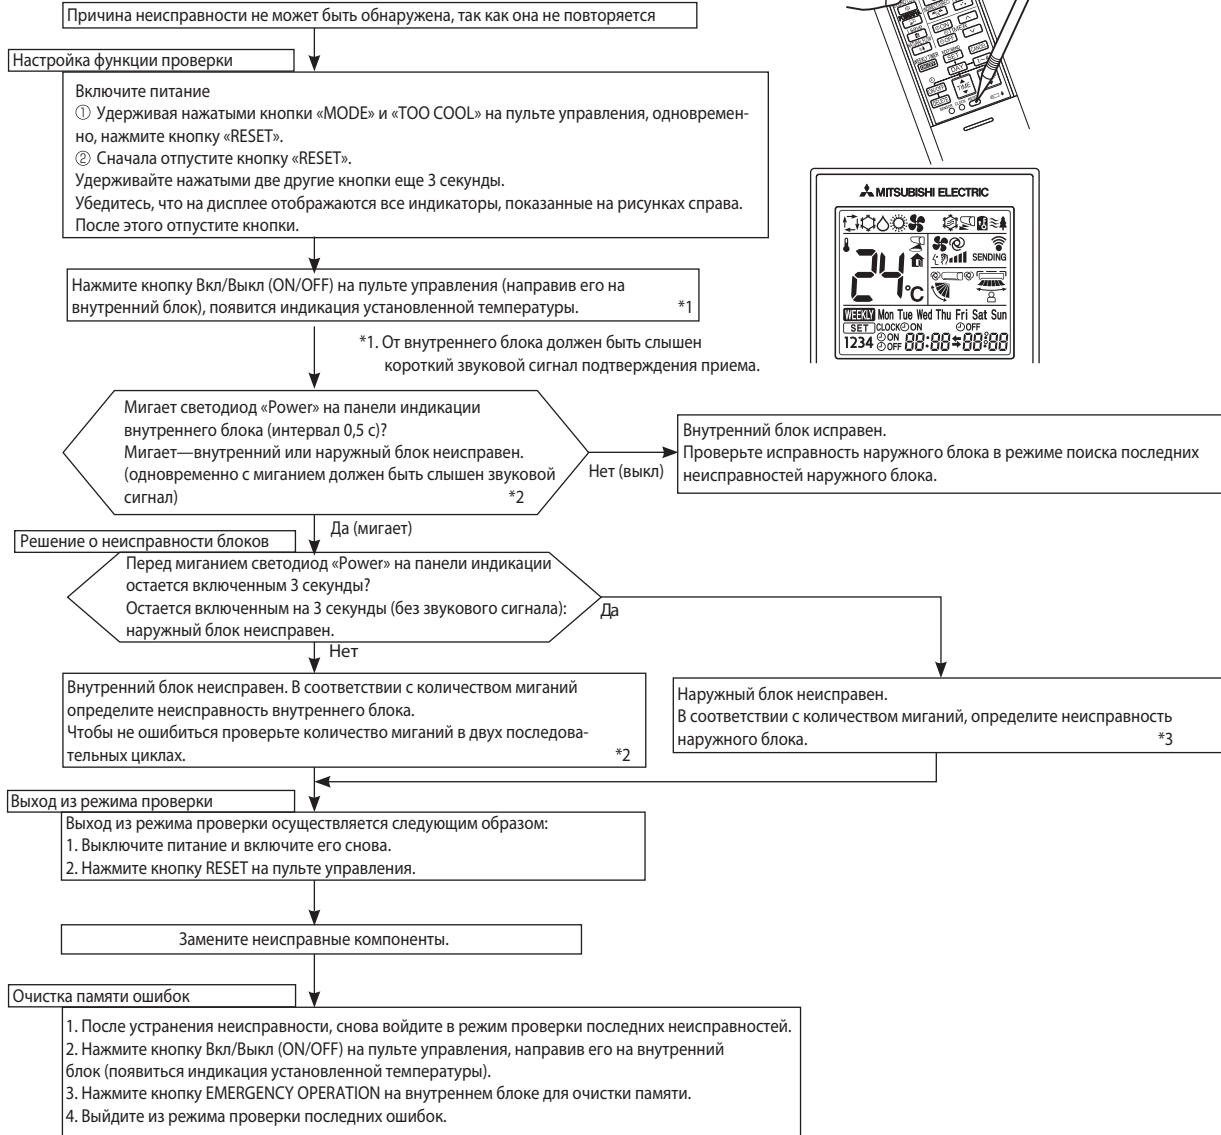 Причина неисправности не может быть обнаружена, так как она не повторяется
Настройка функции проверки
Включите питание
① Удерживая нажатыми кнопки «MODE» и «TOO COOL» на пульте управления, одновремен-
но, нажмите кнопку «RESET».
② Сначала отпустите кнопку «RESET».
Удерживайте нажатыми две другие кнопки еще 3 секунды.
Убедитесь, что на дисплее отображаются все индикаторы, показанные на рисунках справа.
После этого отпустите кнопки.
MITSUBISHI ELECTRIC
SENDING
24°C
WEEKLY Mon Tue Wed Thu Fri Sat Sun
SET CLOCK ON OFF
1234 ON OFF 88:88 88:88
Нажмите кнопку Вкл/Выкл (ON/OFF) на пульте управления (направив его на
внутренний блок), появится индикация установленной температуры. *1
*1. От внутреннего блока должен быть слышен
короткий звуковой сигнал подтверждения приема.
Мигает светодиод «Power» на панели индикации
внутреннего блока (интервал 0,5 с)?
Мигает—внутренний или наружный блок неисправен.
(одновременно с миганием должен быть слышен звуковой
сигнал) *2
Нет (выкл)
Внутренний блок исправен.
Проверьте исправность наружного блока в режиме поиска последних
неисправностей наружного блока.
Да (мигает)
Решение о неисправности блоков
Перед миганием светодиод «Power» на панели индикации
остается включенным 3 секунды?
Остается включенным на 3 секунды (без звукового сигнала):
наружный блок неисправен.
Да
Нет
Внутренний блок неисправен. В соответствии с количеством миганий
определите неисправность внутреннего блока.
Чтобы не ошибиться проверьте количество миганий в двух последова-
тельных циклах. *2
Наружный блок неисправен.
В соответствии с количеством миганий, определите неисправность
наружного блока. *3
Выход из режима проверки
Выход из режима проверки осуществляется следующим образом:
1. Выключите питание и включите его снова.
2. Нажмите кнопку RESET на пульте управления.
Замените неисправные компоненты.
Очистка памяти ошибок
1. После устранения неисправности, снова войдите в режим проверки последних неисправностей.
2. Нажмите кнопку Вкл/Выкл (ON/OFF) на пульте управления, направив его на внутренний
блок (появиться индикация установленной температуры).
3. Нажмите кнопку EMERGENCY OPERATION на внутреннем блоке для очистки памяти.
4. Выйдите из режима проверки последних ошибок.